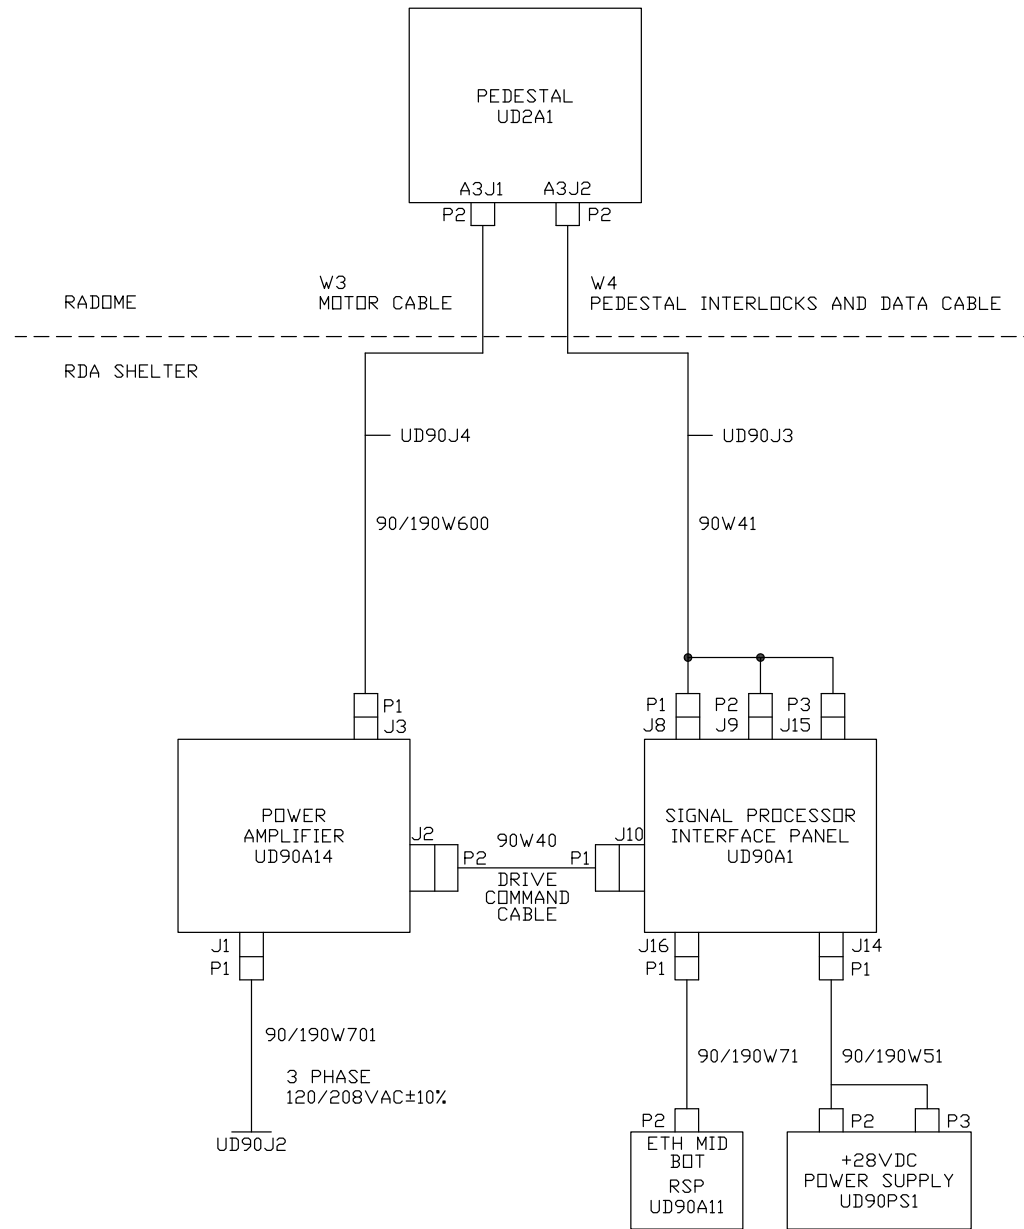 PEDESTAL
UD2A1
A3J1 A3J2
P2 P2
W3
MOTOR CABLE
W4
PEDESTAL INTERLOCKS AND DATA CABLE
RADOME
RDA SHELTER
UD90J4
UD90J3
90/190W600
90W41
P1
J3
P1 P2 P3
J8 J9 J15
POWER
AMPLIFIER
UD90A14
SIGNAL PROCESSOR
INTERFACE PANEL
UD90A1
J2
P2
90W40
DRIVE
COMMAND
CABLE
J10
P1
J1
P1
J16
P1
J14
P1
90/190W701
3 PHASE
120/208VAC±10%
UD90J2
90/190W71
90/190W51
P2
P2
P3
ETH MID
BOT
RSP
UD90A11
+28VDC
POWER SUPPLY
UD90PS1